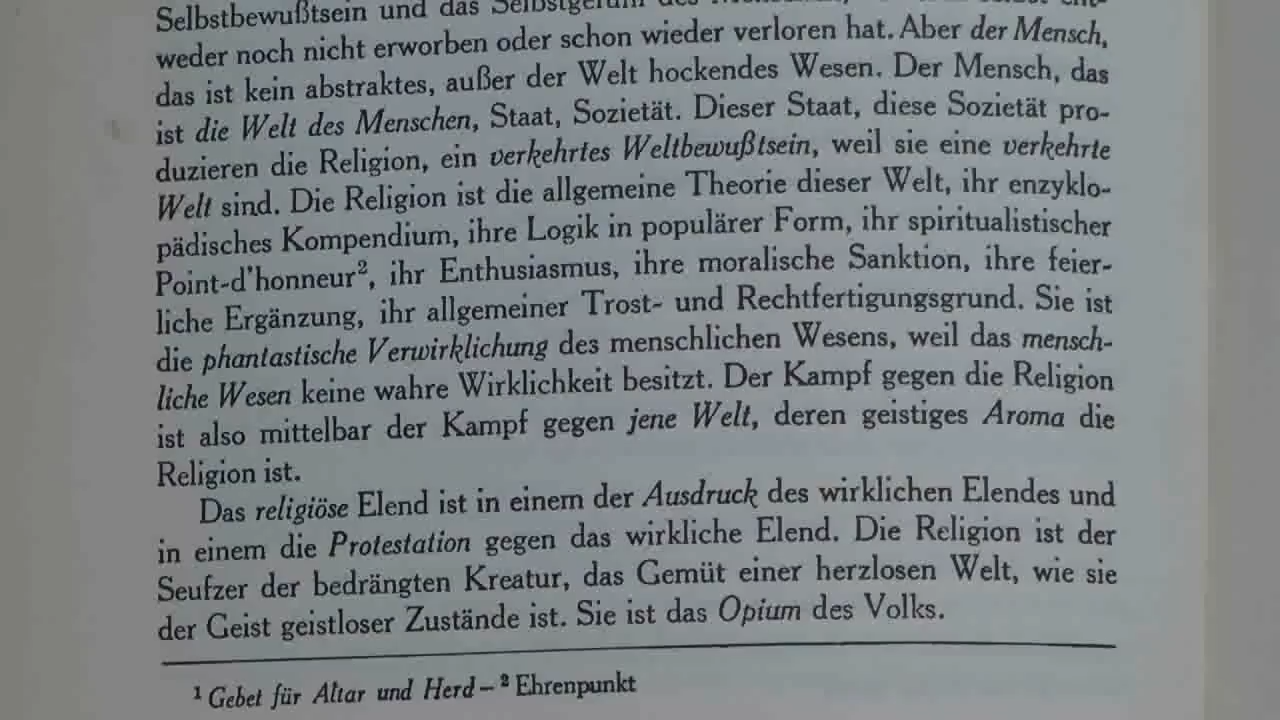 Selbstbewußtsein und das
weder noch nicht erworben oder schon wieder verloren hat. Aber der Mensch,
das ist kein abstraktes, außer der Welt hockendes Wesen. Der Mensch, das
ist die Welt des Menschen, Staat, Sozietät. Dieser Staat, diese Sozietät pro-
duzieren die Religion, ein verkehrtes Weltbewußtsein, weil sie eine verkehrte
Welt sind. Die Religion ist die allgemeine Theorie dieser Welt, ihr enzyklo-
pädisches Kompendium, ihre Logik in populärer Form, ihr spiritualistischer
Point-d'honneur², ihr Enthusiasmus, ihre moralische Sanktion, ihre feier-
liche Ergänzung, ihr allgemeiner Trost- und Rechtfertigungsgrund. Sie ist
die phantastische Verwirklichung des menschlichen Wesens, weil das mensch-
liche Wesen keine wahre Wirklichkeit besitzt. Der Kampf gegen die Religion
ist also mittelbar der Kampf gegen jene Welt, deren geistiges Aroma die
Religion ist.
Das religiöse Elend ist in einem der Ausdruck des wirklichen Elendes und
in einem die Protestation gegen das wirkliche Elend. Die Religion ist der
Seufzer der bedrängten Kreatur, das Gemüt einer herzlosen Welt, wie sie
der Geist geistloser Zustände ist. Sie ist das Opium des Volks.
¹ Gebet für Altar und Herd – ² Ehrenpunkt